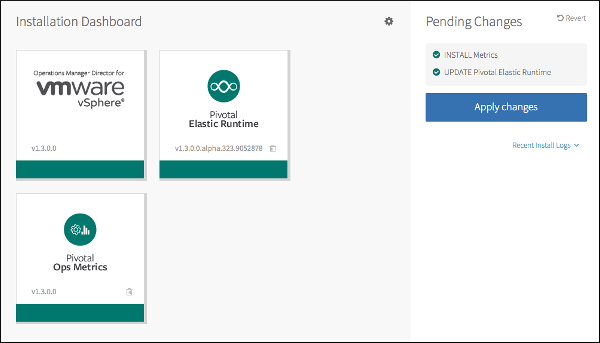 Installation Dashboard
Operations Manager Director for
vmware
vSphere®
v1.3.0.0
Pivotal
Elastic Runtime
v1.3.0.0.alpha.323.9052878
Pivotal
Ops Metrics
v1.3.0.0
Pending Changes
Revert
INSTALL Metrics
UPDATE Pivotal Elastic Runtime
Apply changes
Recent Install Logs